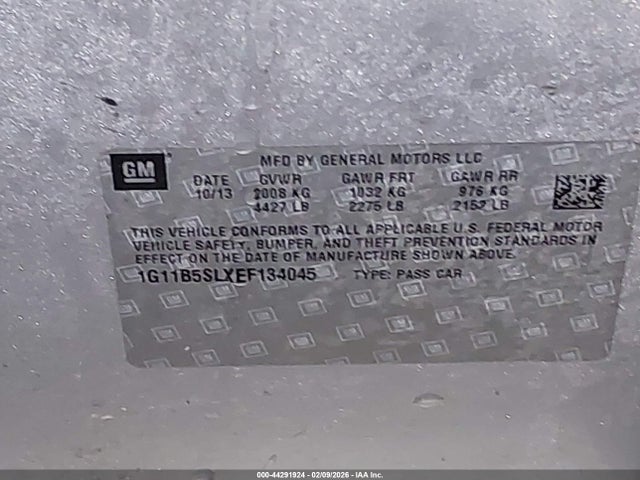 GM
MFD BY GENERAL MOTORS LLC
DATE GVWR GAWR FRT GAWR RR
10/13 2008 KG 1032 KG 976 KG
4427 LB 2275 LB 2152 LB
THIS VEHICLE CONFORMS TO ALL APPLICABLE U.S. FEDERAL MOTOR
VEHICLE SAFETY, BUMPER, AND THEFT PREVENTION STANDARDS IN
EFFECT ON THE DATE OF MANUFACTURE SHOWN ABOVE.
1G11B5SLXEF134045 TYPE: PASS CAR
000-44291924 - 02/09/2026 - IAA Inc.